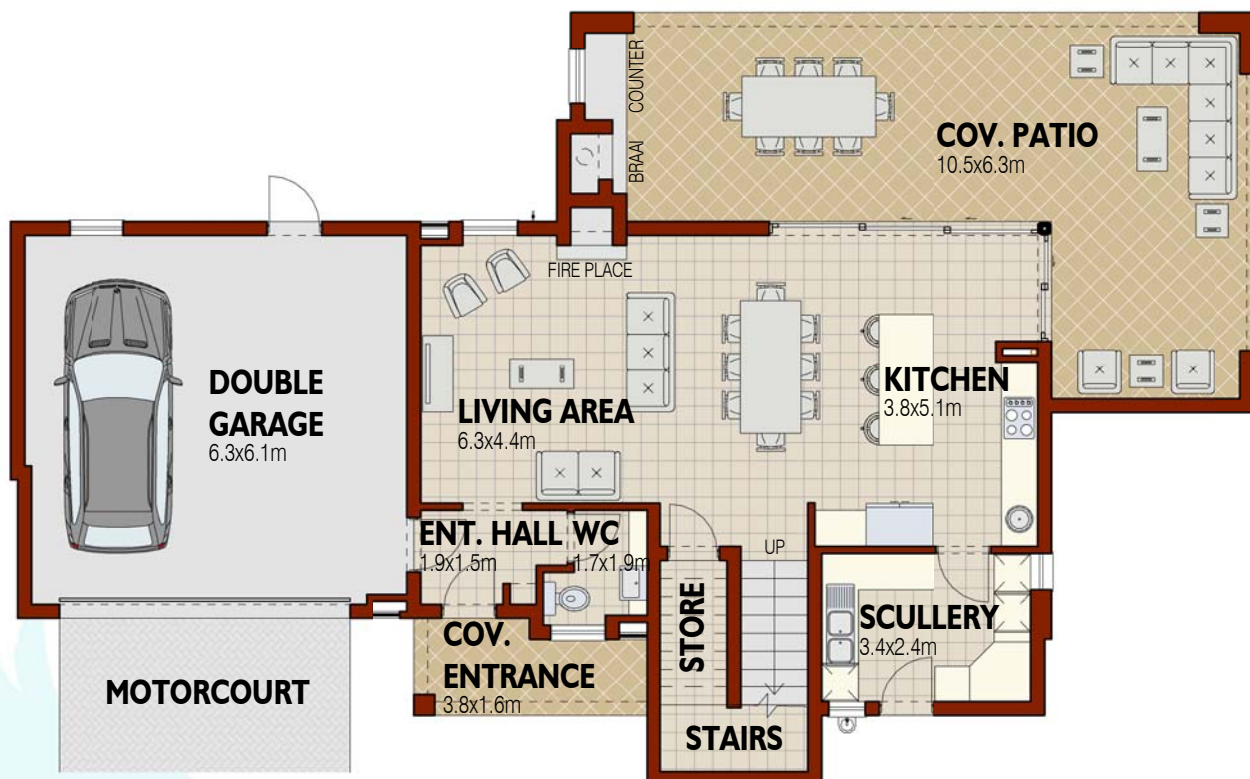 BRAAI COUNTER
COV. PATIO
10.5x6.3m
FIRE PLACE
DOUBLE
GARAGE
6.3x6.1m
LIVING AREA
6.3x4.4m
KITCHEN
3.8x5.1m
ENT. HALL
1.9x1.5m
WC
1.7x1.9m
UP
STORE
SCULLERY
3.4x2.4m
COV.
ENTRANCE
3.8x1.6m
MOTORCOURT
STAIRS